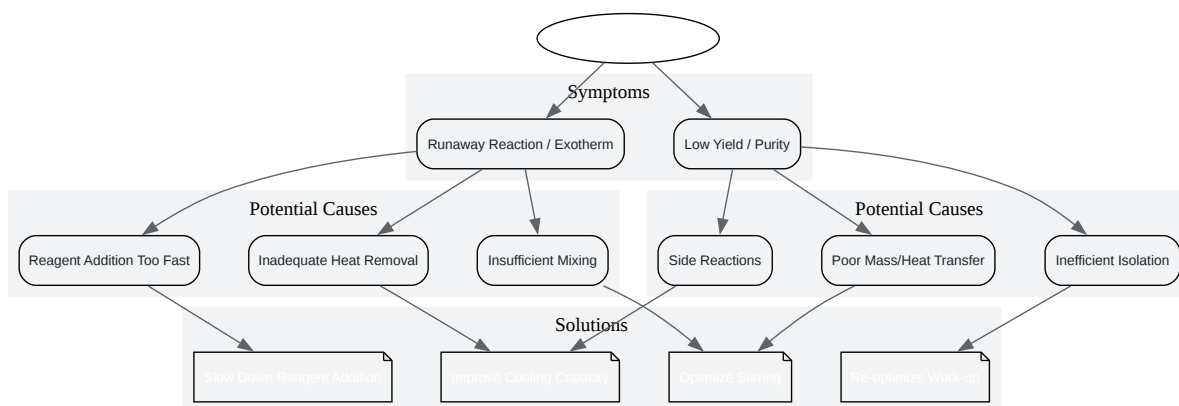 Symptoms
Runaway Reaction / Exotherm
Low Yield / Purity
Potential Causes
Potential Causes
Reagent Addition Too Fast
Inadequate Heat Removal
Insufficient Mixing
Side Reactions
Poor Mass/Heat Transfer
Inefficient Isolation
Solutions
Slow Down Reagent Addition
Improve Cooling Capacity
Optimize Stirring
Re-optimize Work-up